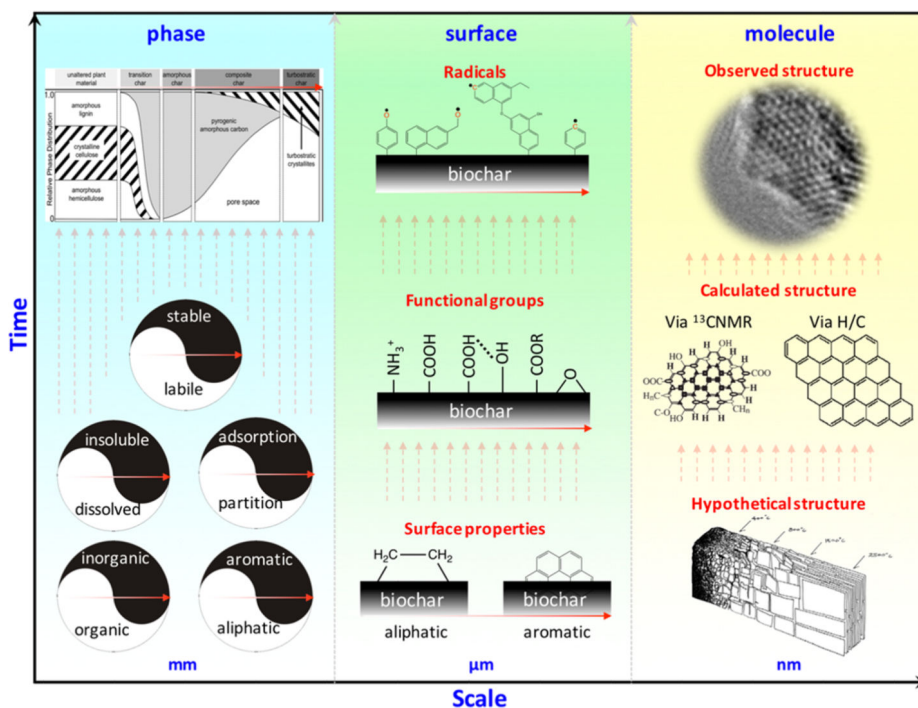 phase
surface
molecule
unaltered plant
material
transition
char
amorphous
char
composite
char
turbostratic
char
1.0
0
Relative Phase Distribution
amorphous
lignin
crystalline
cellulose
amorphous
hemicellulose
pyrogenic
amorphous carbon
pore space
turbostratic
crystallites
stable
labile
insoluble
dissolved
adsorption
partition
inorganic
organic
aromatic
aliphatic
mm
Radicals
O
O
C
OH
O
C
biochar
Functional groups
NH₃⁺
COOH
COOH
OH
COOR
O
biochar
Surface properties
H₂C
CH₂
biochar
aliphatic
biochar
aromatic
µm
Observed structure
Calculated structure
Via ¹³CNMR
Via H/C
HO
OH
H
H
H
COO
OOC
H
HₙC
H
C-O
HO
OH
H
H
CHn
Hypothetical structure
nm
Time
Scale